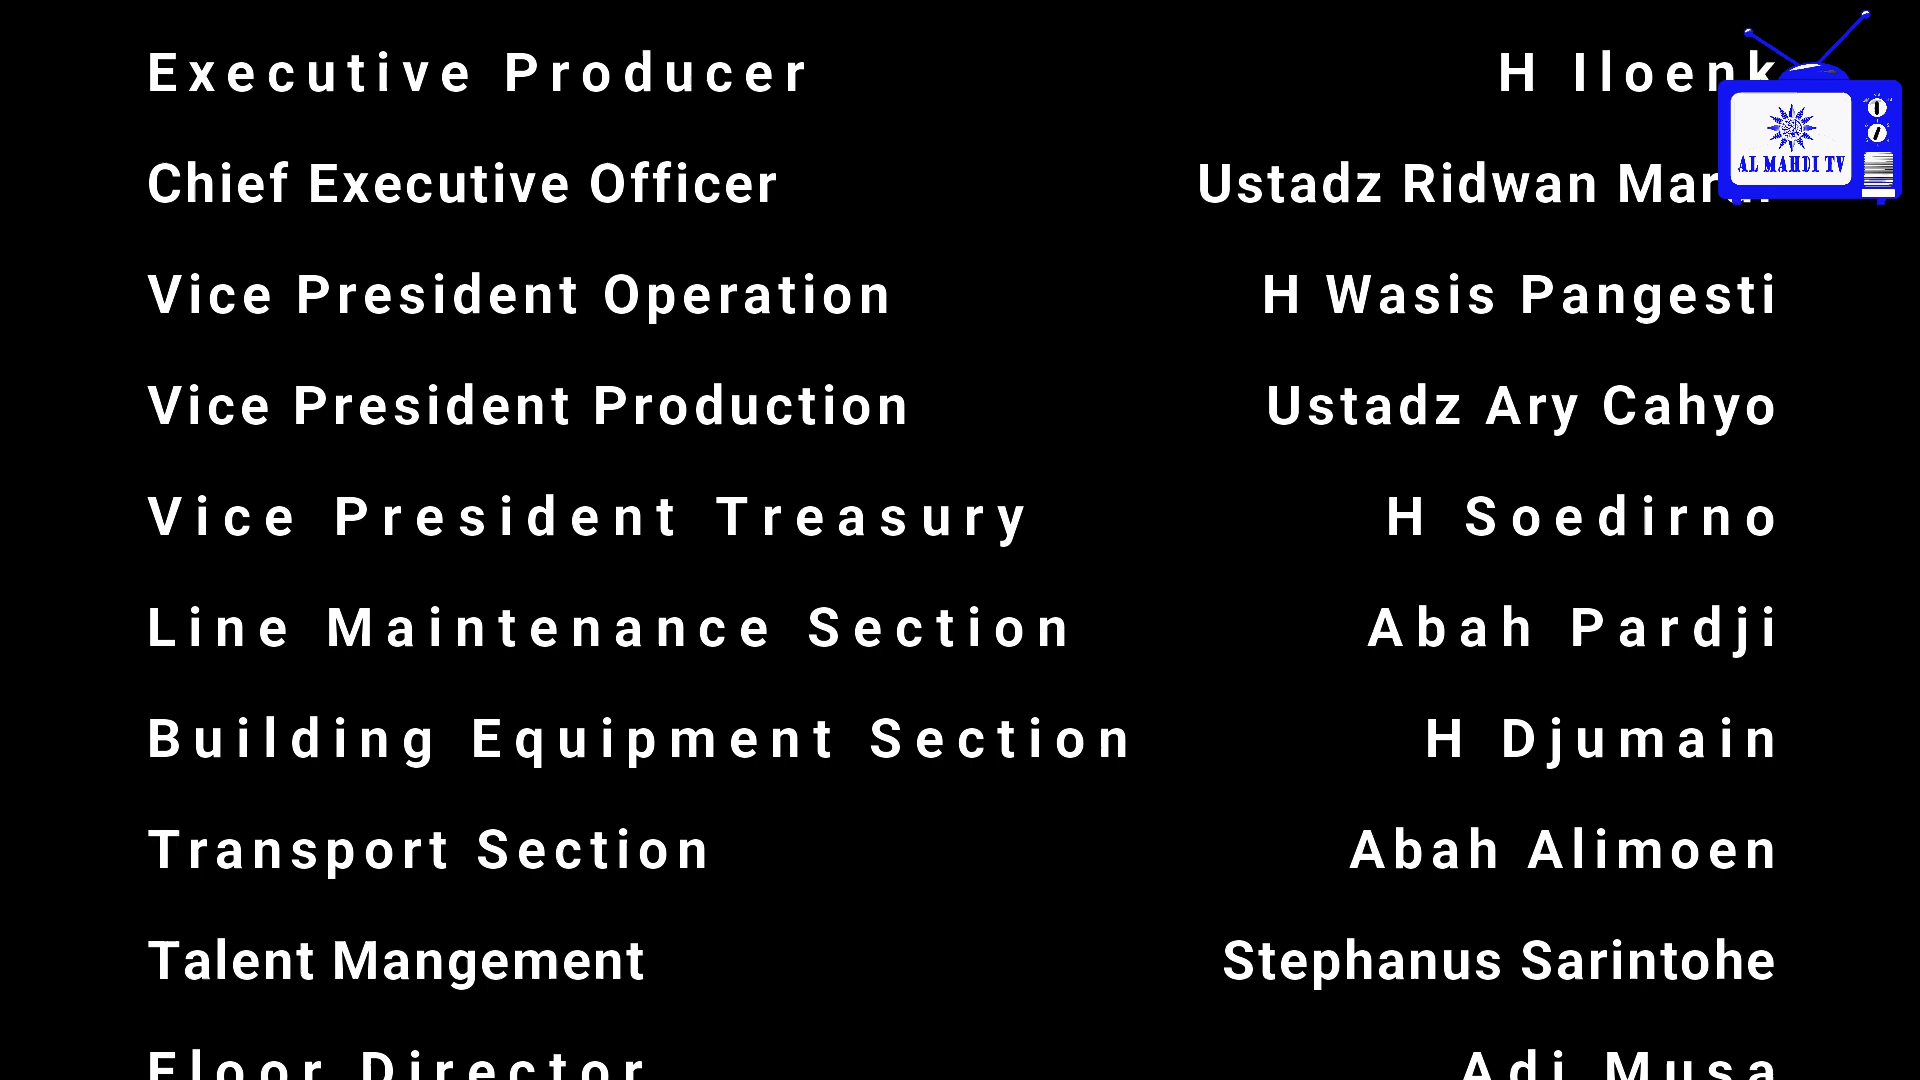 Executive Producer H Iloenk
Chief Executive Officer Ustadz Ridwan
Vice President Operation H Wasis Pangesti
Vice President Production Ustadz Ary Cahyo
Vice President Treasury H Soedirno
Line Maintenance Section Abah Pardji
Building Equipment Section H Djumain
Transport Section Abah Alimoen
Talent Mangement Stephanus Sarintohe
Floor Director Adi Musa
AL MAHDI TV